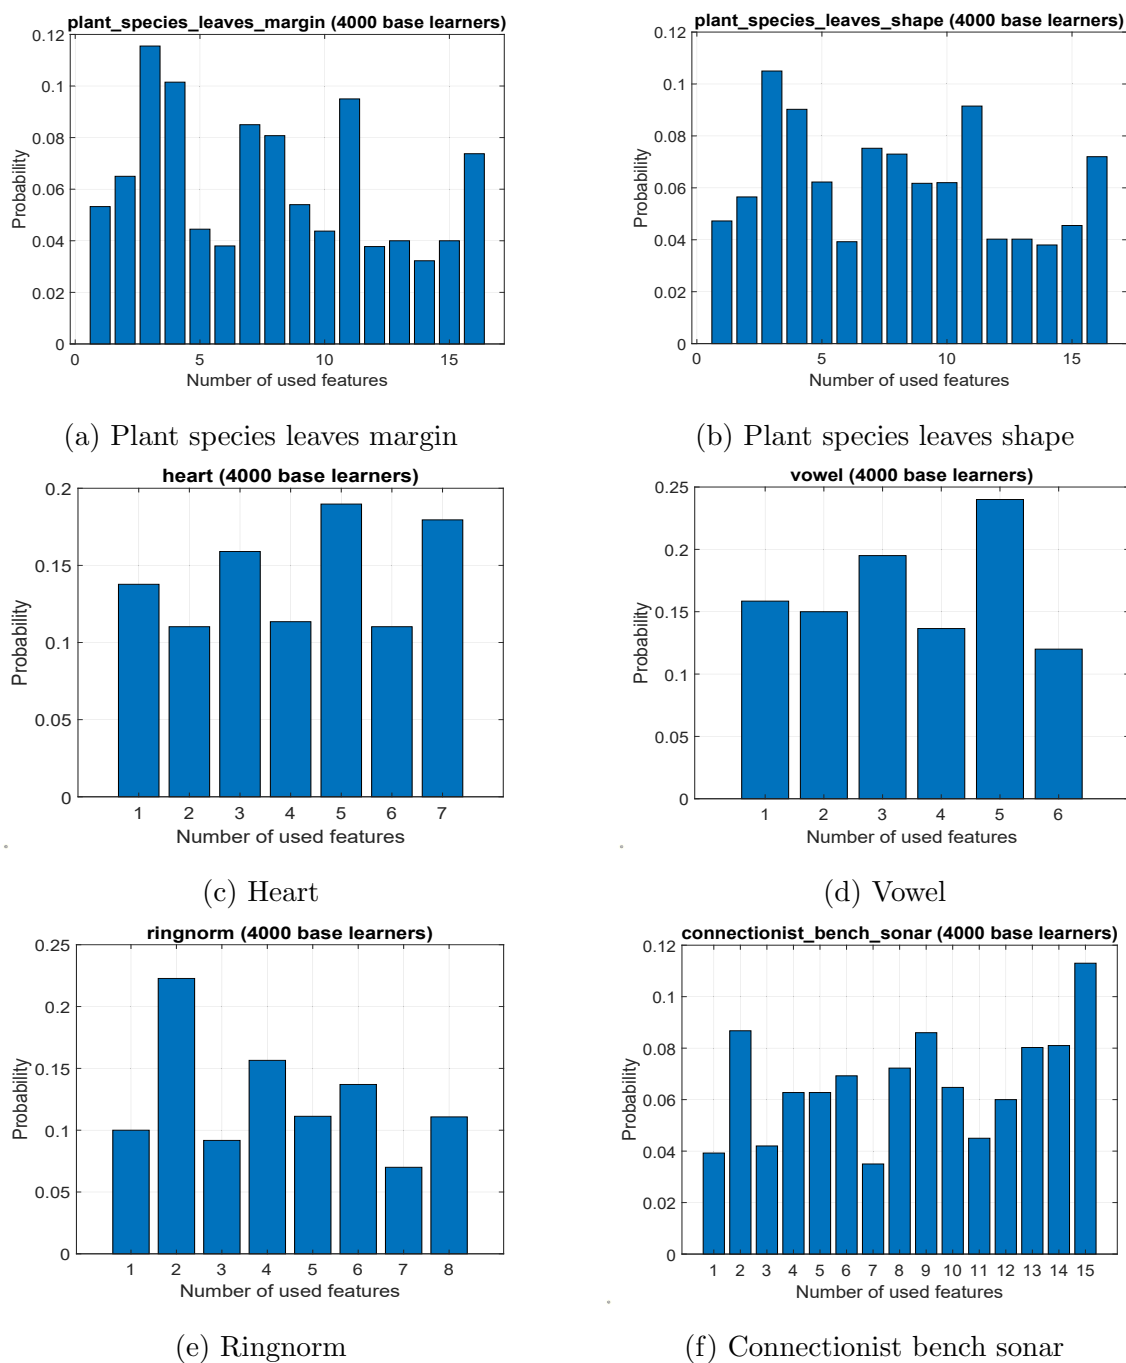 plant_species_leaves_margin (4000 base learners)
0.12
0.1
0.08
0.06
0.04
0.02
0
Probability
0 5 10 15
Number of used features
(a) Plant species leaves margin
plant_species_leaves_shape (4000 base learners)
0.12
0.1
0.08
0.06
0.04
0.02
0
Probability
0 5 10 15
Number of used features
(b) Plant species leaves shape
heart (4000 base learners)
0.2
0.15
0.1
0.05
0
Probability
1 2 3 4 5 6 7
Number of used features
(c) Heart
vowel (4000 base learners)
0.25
0.2
0.15
0.1
0.05
0
Probability
1 2 3 4 5 6
Number of used features
(d) Vowel
ringnorm (4000 base learners)
0.25
0.2
0.15
0.1
0.05
0
Probability
1 2 3 4 5 6 7 8
Number of used features
(e) Ringnorm
connectionist_bench_sonar (4000 base learners)
0.12
0.1
0.08
0.06
0.04
0.02
0
Probability
1 2 3 4 5 6 7 8 9 10 11 12 13 14 15
Number of used features
(f) Connectionist bench sonar